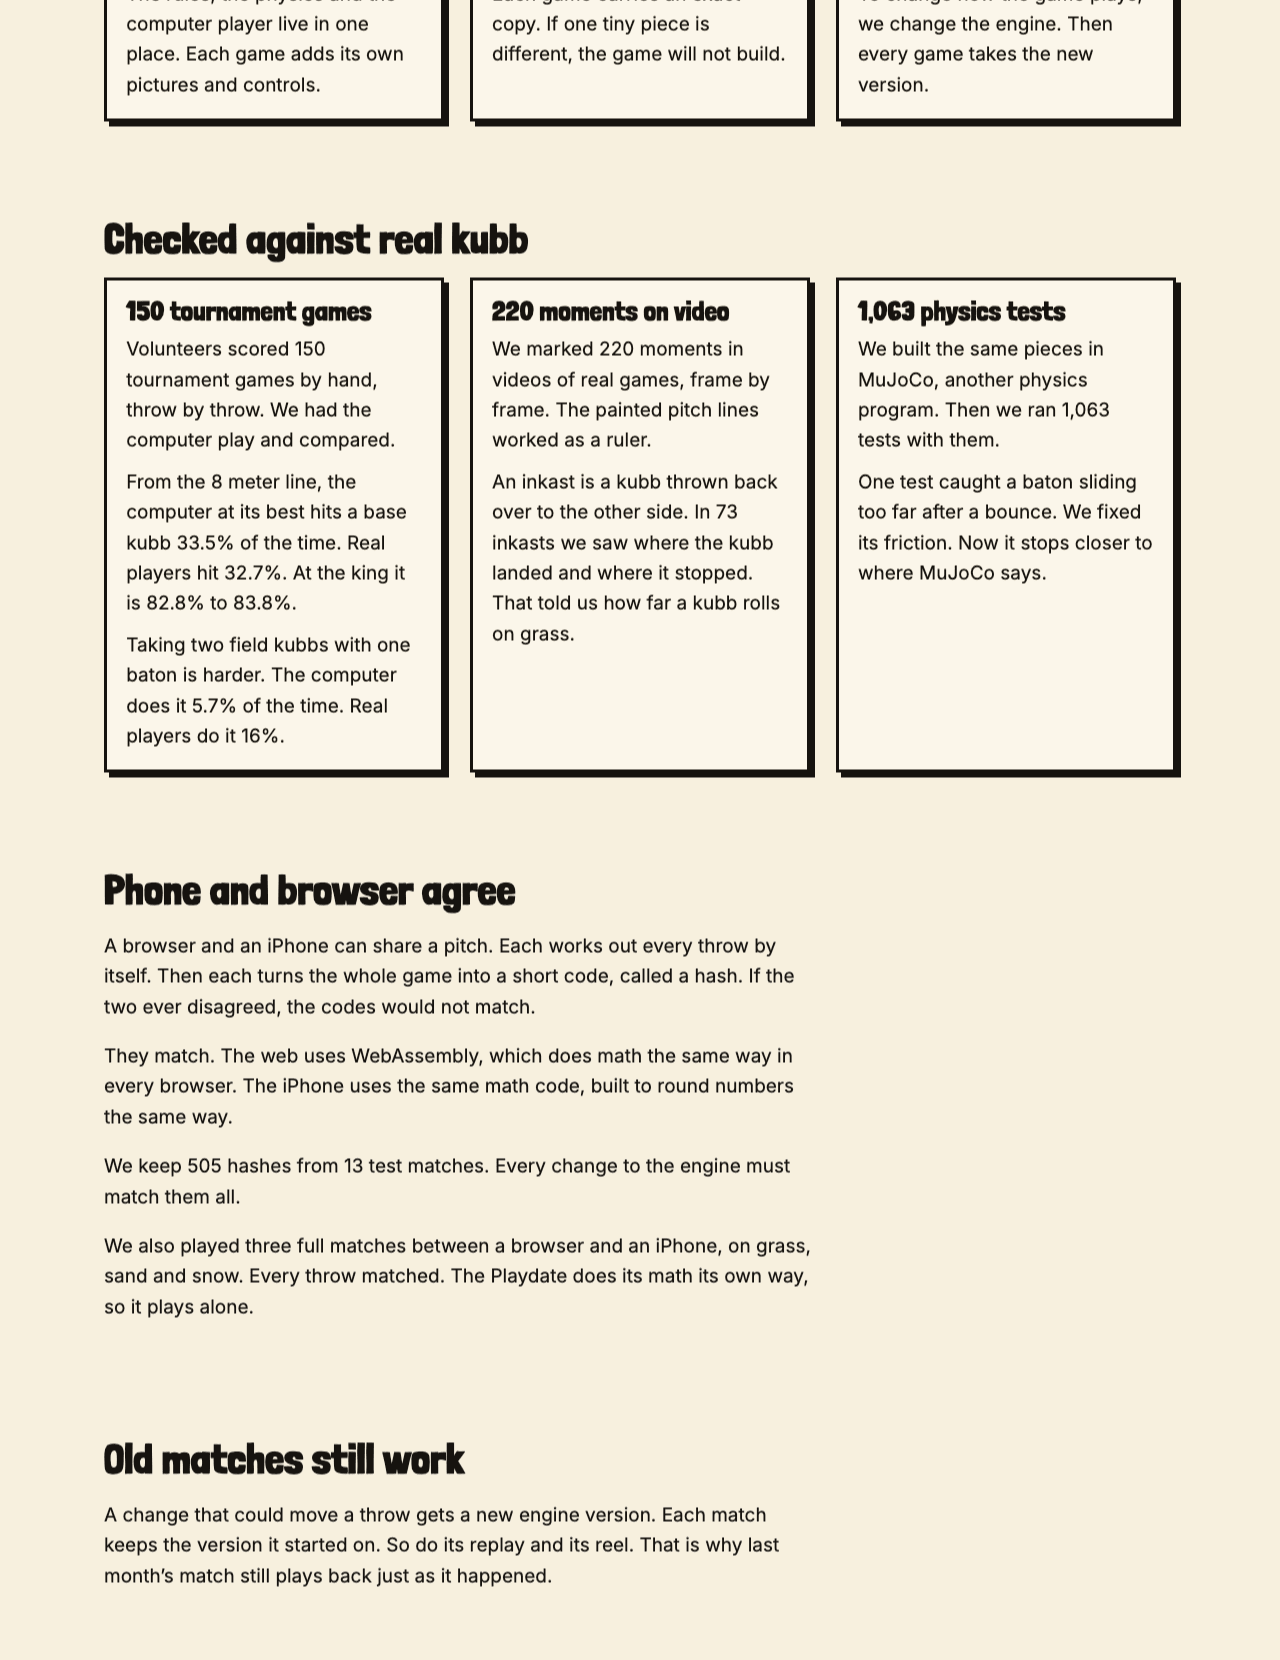 computer player live in one
place. Each game adds its own
pictures and controls.
copy. If one tiny piece is
different, the game will not build.
we change the engine. Then
every game takes the new
version.
Checked against real kubb
150 tournament games
Volunteers scored 150
tournament games by hand,
throw by throw. We had the
computer play and compared.
From the 8 meter line, the
computer at its best hits a base
kubb 33.5% of the time. Real
players hit 32.7%. At the king it
is 82.8% to 83.8%.
Taking two field kubbs with one
baton is harder. The computer
does it 5.7% of the time. Real
players do it 16%.
220 moments on video
We marked 220 moments in
videos of real games, frame by
frame. The painted pitch lines
worked as a ruler.
An inkast is a kubb thrown back
over to the other side. In 73
inkasts we saw where the kubb
landed and where it stopped.
That told us how far a kubb rolls
on grass.
1,063 physics tests
We built the same pieces in
MuJoCo, another physics
program. Then we ran 1,063
tests with them.
One test caught a baton sliding
too far after a bounce. We fixed
its friction. Now it stops closer to
where MuJoCo says.
Phone and browser agree
A browser and an iPhone can share a pitch. Each works out every throw by
itself. Then each turns the whole game into a short code, called a hash. If the
two ever disagreed, the codes would not match.
They match. The web uses WebAssembly, which does math the same way in
every browser. The iPhone uses the same math code, built to round numbers
the same way.
We keep 505 hashes from 13 test matches. Every change to the engine must
match them all.
We also played three full matches between a browser and an iPhone, on grass,
sand and snow. Every throw matched. The Playdate does its math its own way,
so it plays alone.
Old matches still work
A change that could move a throw gets a new engine version. Each match
keeps the version it started on. So do its replay and its reel. That is why last
month’s match still plays back just as it happened.